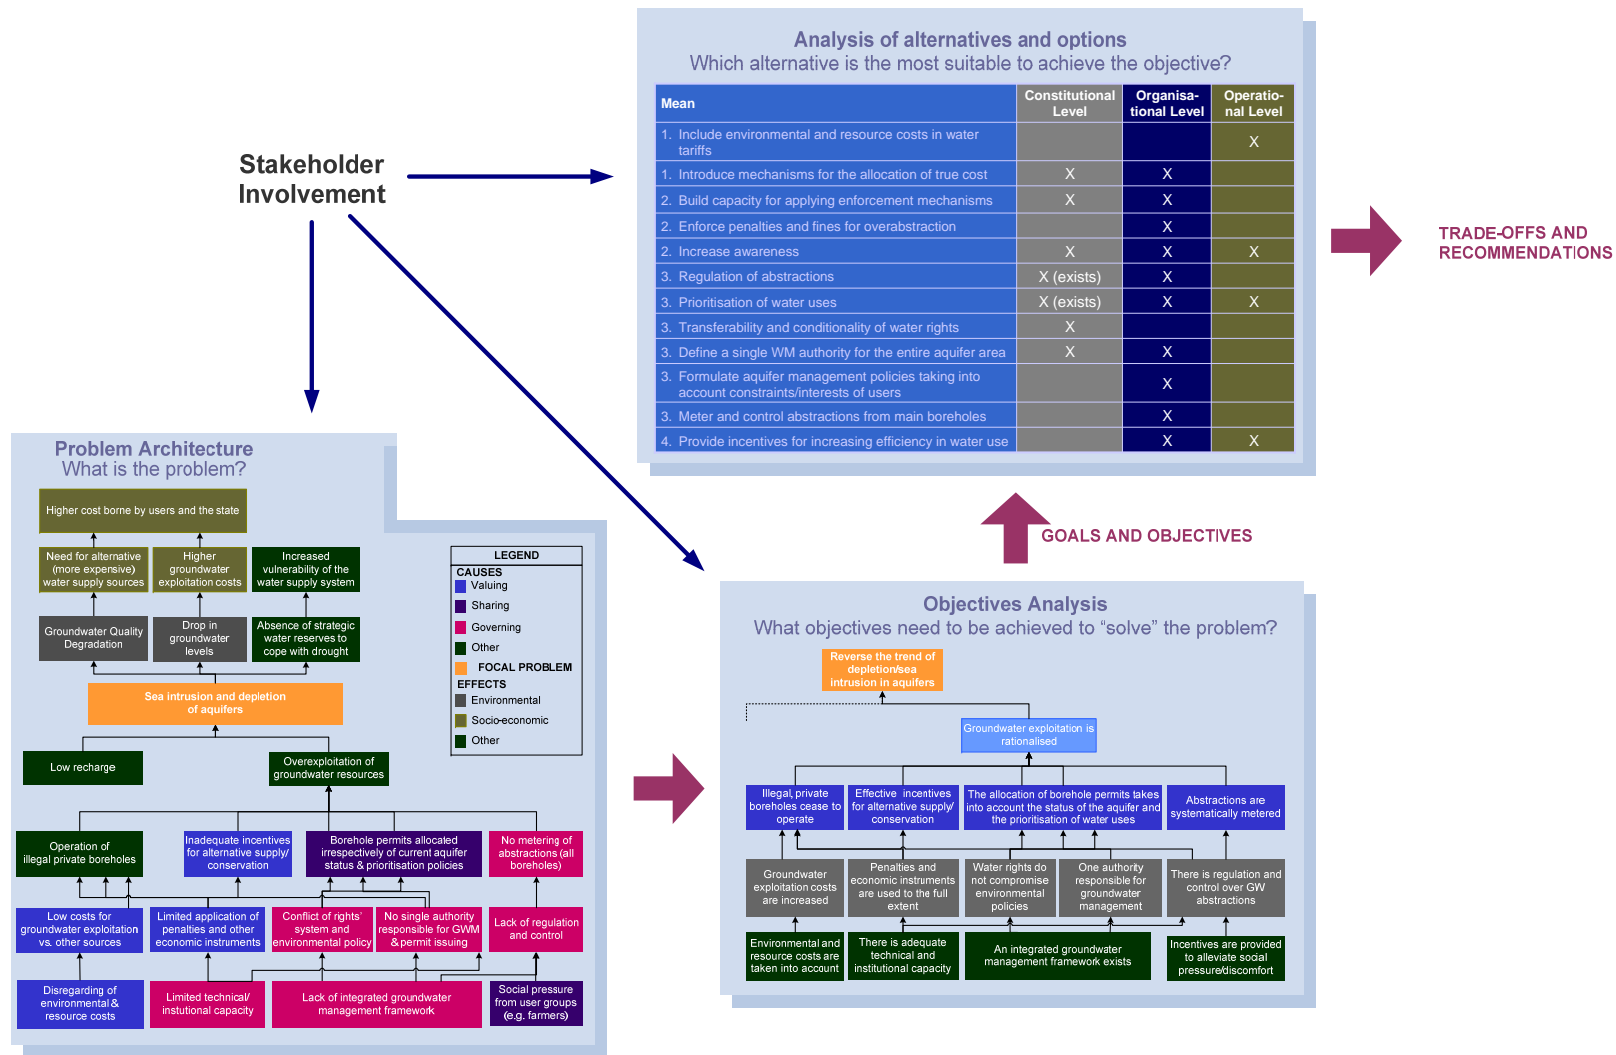 Analysis of alternatives and options
Which alternative is the most suitable to achieve the objective?
Mean
Constitutional
Level
Organisa-
tional Level
Operatio-
nal Level
1. Include environmental and resource costs in water
tariffs
X
1. Introduce mechanisms for the allocation of true cost
X
X
2. Build capacity for applying enforcement mechanisms
X
X
2. Enforce penalties and fines for overabstraction
X
2. Increase awareness
X
X
X
3. Regulation of abstractions
X (exists)
X
3. Prioritisation of water uses
X (exists)
X
X
3. Transferability and conditionality of water rights
X
3. Define a single WM authority for the entire aquifer area
X
X
3. Formulate aquifer management policies taking into
account constraints/interests of users
X
3. Meter and control abstractions from main boreholes
X
4. Provide incentives for increasing efficiency in water use
X
X
Stakeholder
Involvement
TRADE-OFFS AND
RECOMMENDATIONS
GOALS AND OBJECTIVES
Problem Architecture
What is the problem?
Higher cost borne by users and the state
Need for alternative
(more expensive)
water supply sources
Higher
groundwater
exploitation costs
Increased
vulnerability of the
water supply system
Groundwater Quality
Degradation
Drop in
groundwater
levels
Absence of strategic
water reserves to
cope with drought
Sea intrusion and depletion
of aquifers
Low recharge
Overexploitation of
groundwater resources
Operation of
illegal private boreholes
Inadequate incentives
for alternative supply/
conservation
Borehole permits allocated
irrespectively of current aquifer
status & prioritisation policies
No metering of
abstractions (all
boreholes)
Low costs for
groundwater exploitation
vs. other sources
Limited application of
penalties and other
economic instruments
Conflict of rights'
system and
environmental policy
No single authority
responsible for GWM
& permit issuing
Lack of regulation
and control
Disregarding of
environmental &
resource costs
Limited technical/
instutional capacity
Lack of integrated groundwater
management framework
Social pressure
from user groups
(e.g. farmers)
LEGEND
CAUSES
Valuing
Sharing
Governing
Other
FOCAL PROBLEM
EFFECTS
Environmental
Socio-economic
Other
Objectives Analysis
What objectives need to be achieved to “solve” the problem?
Reverse the trend of
depletion/sea
intrusion in aquifers
Groundwater exploitation is
rationalised
Illegal, private
boreholes cease to
operate
Effective incentives
for alternative supply/
conservation
The allocation of borehole permits takes
into account the status of the aquifer and
the prioritisation of water uses
Abstractions are
systematically metered
Groundwater
exploitation costs
are increased
Penalties and
economic instruments
are used to the full
extent
Water rights do
not compromise
environmental
policies
One authority
responsible for
groundwater
management
There is regulation and
control over GW
abstractions
Environmental and
resource costs are
taken into account
There is adequate
technical and
institutional capacity
An integrated groundwater
management framework exists
Incentives are provided
to alleviate social
pressure/discomfort